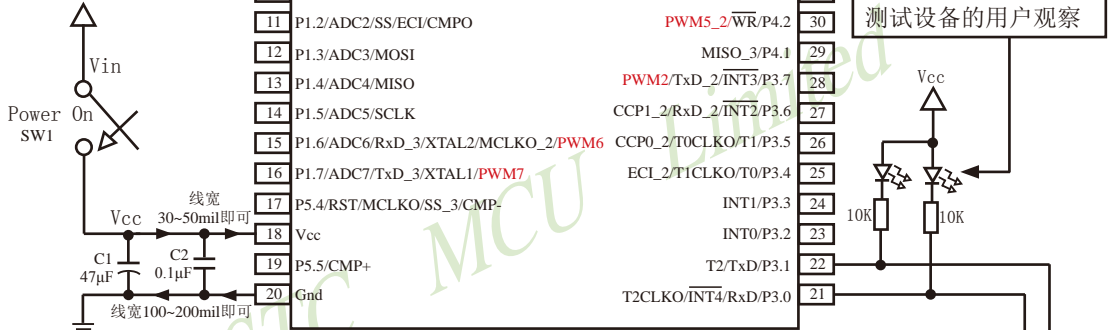 11 P1.2/ADC2/SS/ECI/CMPO
PWM5_2/WR/P4.2 30
测试设备的用户观察
12 P1.3/ADC3/MOSI
MISO_3/P4.1 29
Vin
13 P1.4/ADC4/MISO
PWM2/TxD_2/INT3/P3.7 28
Vcc
Power On
SW1
14 P1.5/ADC5/SCLK
CCP1_2/RxD_2/INT2/P3.6 27
15 P1.6/ADC6/RxD_3/XTAL2/MCLKO_2/PWM6
CCP0_2/T0CLKO/T1/P3.5 26
16 P1.7/ADC7/TxD_3/XTAL1/PWM7
ECI_2/T1CLKO/T0/P3.4 25
线宽
30~50mil即可
17 P5.4/RST/MCLKO/SS_3/CMP-
INT1/P3.3 24
10K
10K
Vcc
18 Vcc
INT0/P3.2 23
C1
47μF
C2
0.1μF
19 P5.5/CMP+
T2/TxD/P3.1 22
20 Gnd
T2CLKO/INT4/RxD/P3.0 21
线宽100~200mil即可
STC MCU Limited